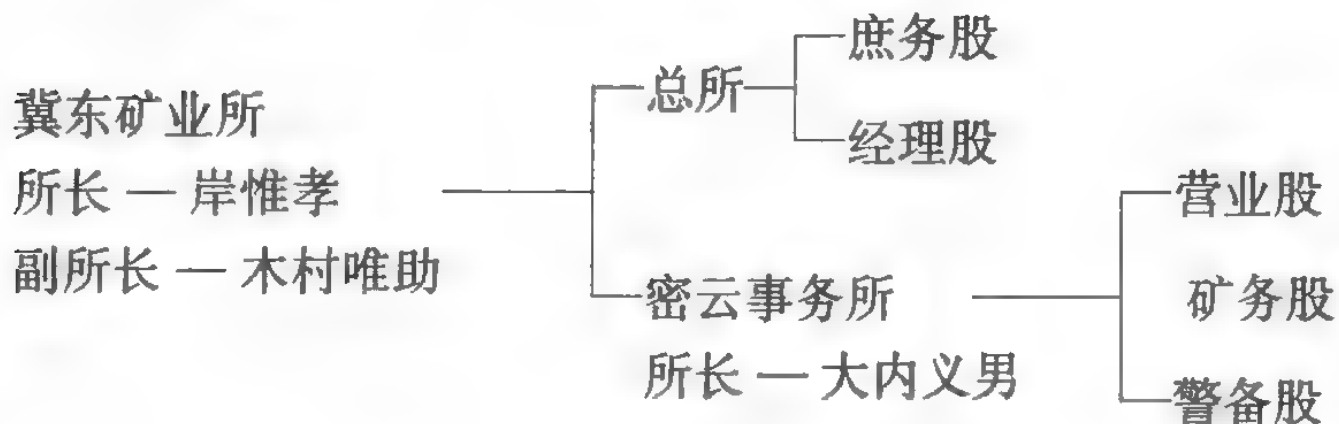 冀东矿业所
所长 — 岸惟孝
副所长 — 木村唯助
总所
庶务股
经理股
密云事务所
所长 — 大内义男
营业股
矿务股
警备股